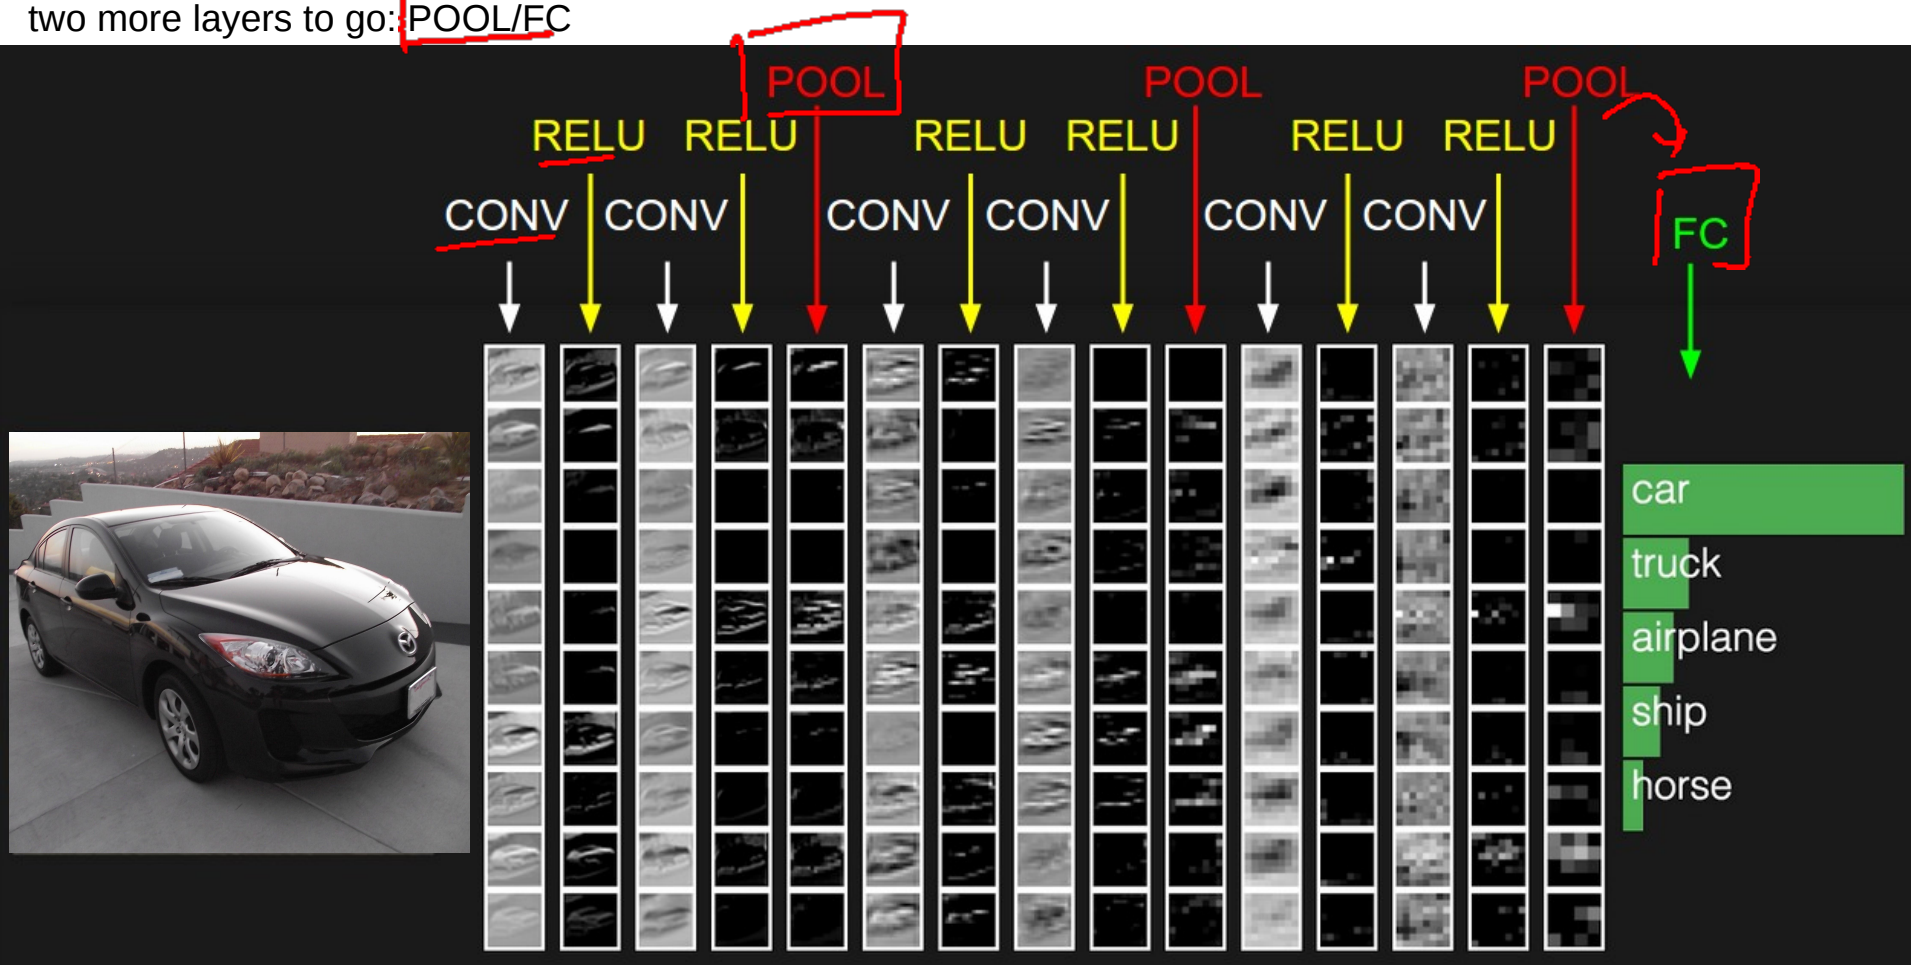 two more layers to go: POOL/FC
POOL POOL POOL
RELU RELU RELU RELU RELU RELU
CONV CONV CONV CONV CONV CONV
FC
car
truck
airplane
ship
horse